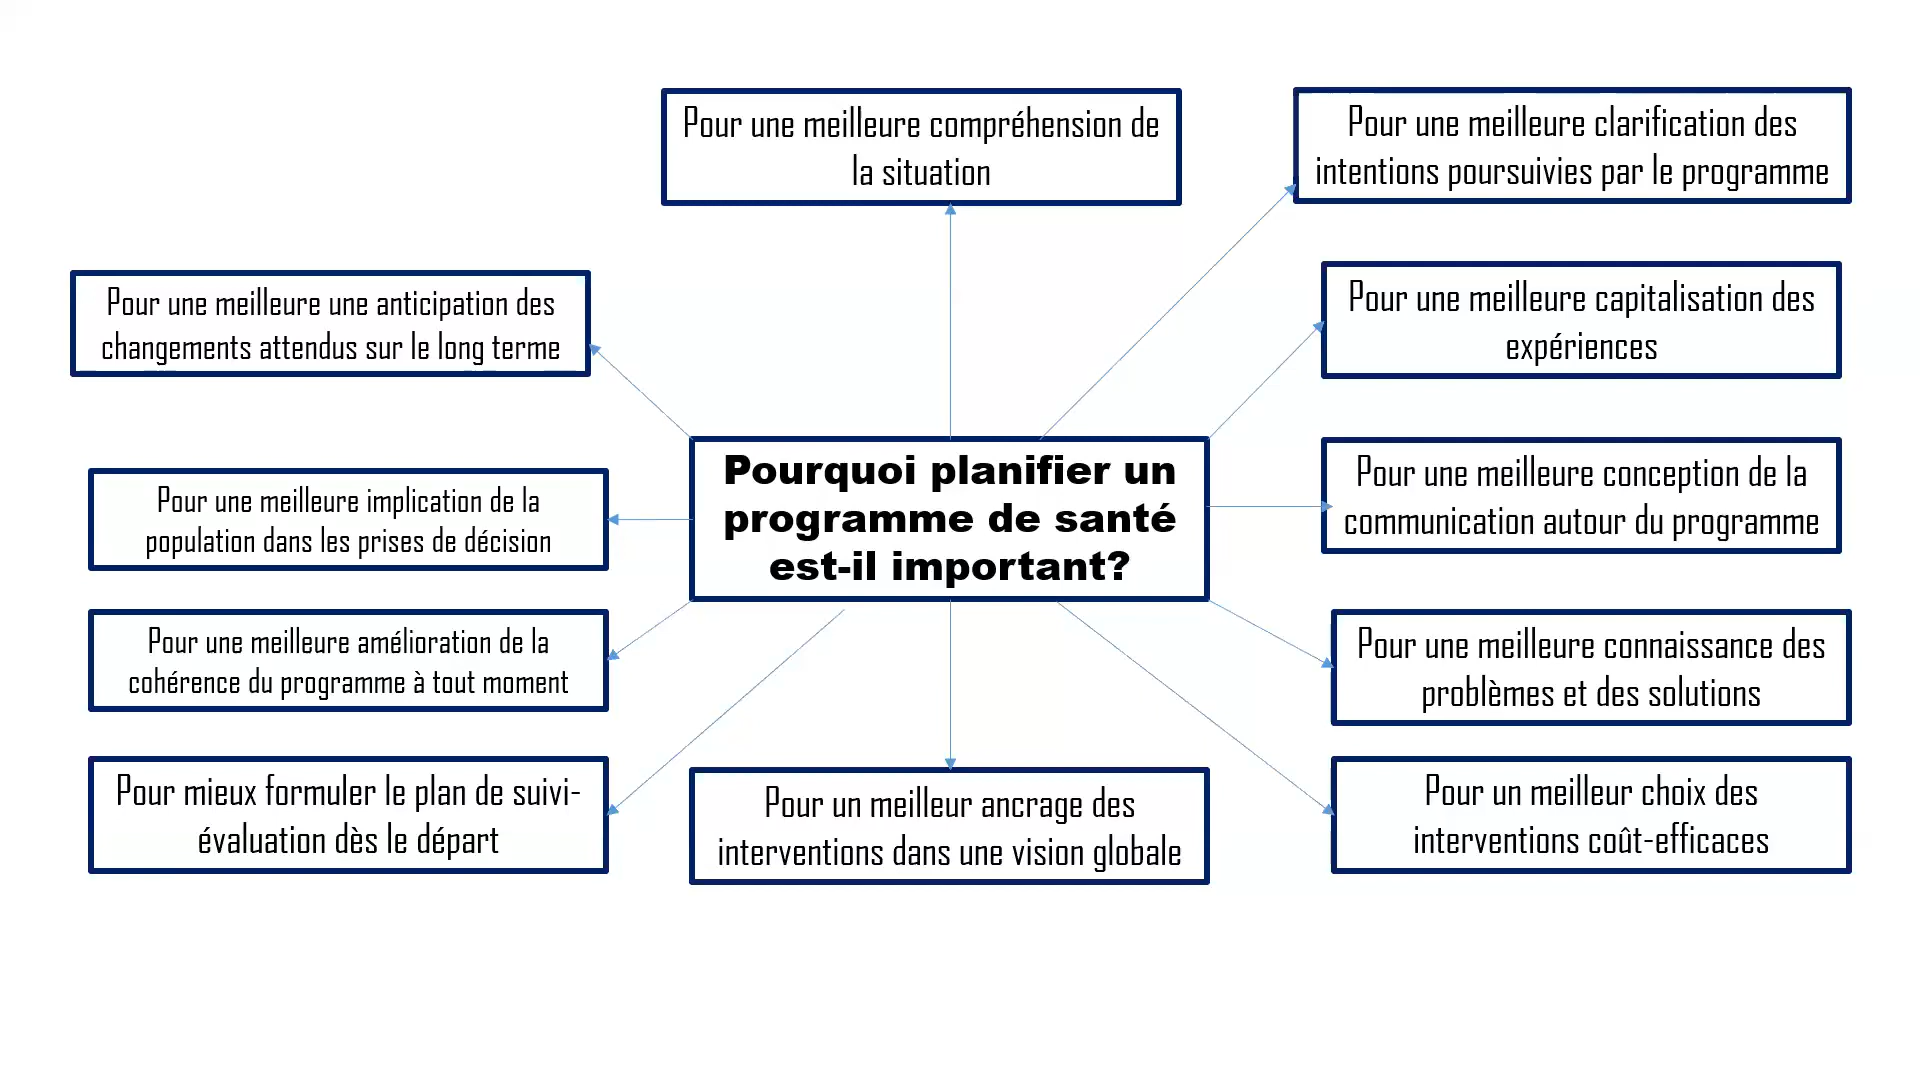 Pour une meilleure compréhension de
la situation
Pour une meilleure clarification des
intentions poursuivies par le programme
Pour une meilleure une anticipation des
changements attendus sur le long terme
Pour une meilleure capitalisation des
expériences
Pourquoi planifier un
programme de santé
est-il important?
Pour une meilleure implication de la
population dans les prises de décision
Pour une meilleure conception de la
communication autour du programme
Pour une meilleure amélioration de la
cohérence du programme à tout moment
Pour une meilleure connaissance des
problèmes et des solutions
Pour mieux formuler le plan de suivi-
évaluation dès le départ
Pour un meilleur ancrage des
interventions dans une vision globale
Pour un meilleur choix des
interventions coût-efficaces